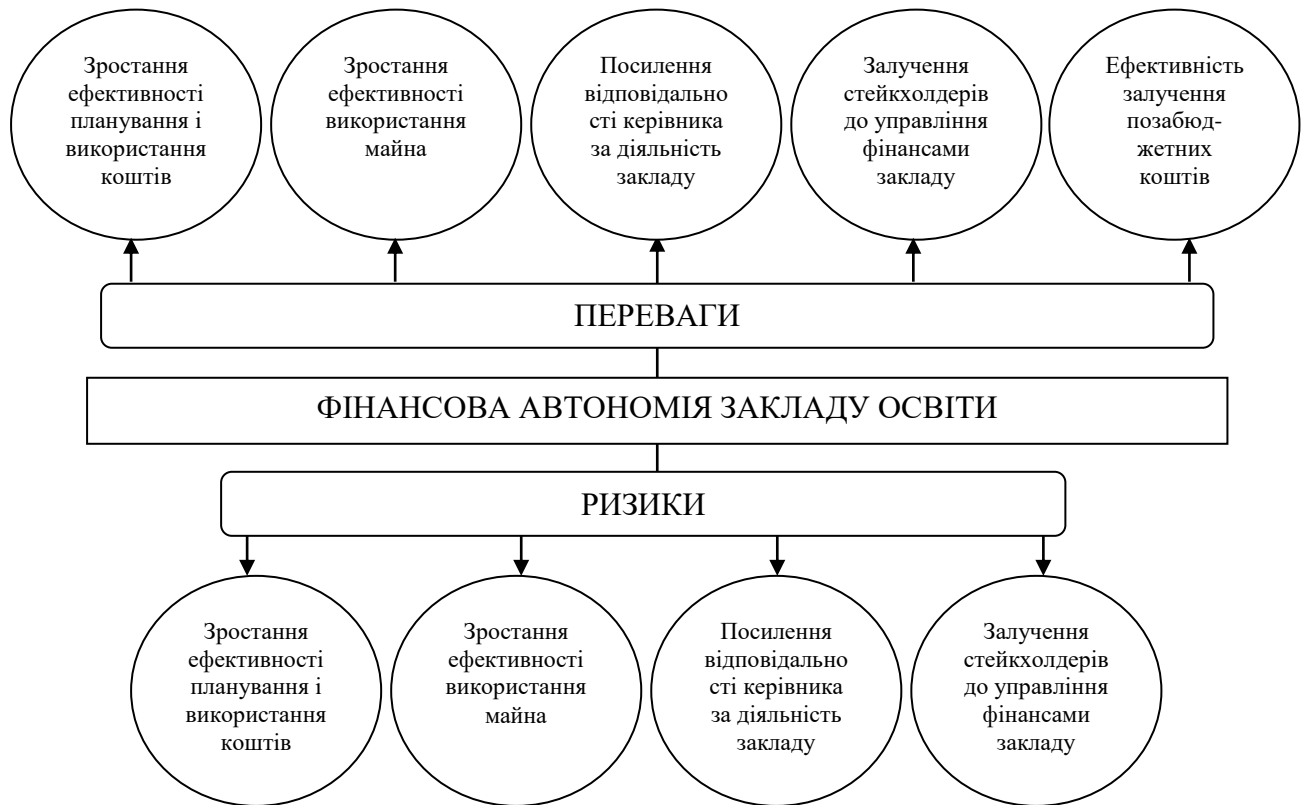 Зростання
ефективності
планування і
використання
коштів
Зростання
ефективності
використання
майна
Посилення
відповідально
сті керівника
за діяльність
закладу
Залучення
стейкхолдерів
до управління
фінансами
закладу
Ефективність
залучення
позабюд-
жетних
коштів
ПЕРЕВАГИ
ФІНАНСОВА АВТОНОМІЯ ЗАКЛАДУ ОСВІТИ
РИЗИКИ
Зростання
ефективності
планування і
використання
коштів
Зростання
ефективності
використання
майна
Посилення
відповідально
сті керівника
за діяльність
закладу
Залучення
стейкхолдерів
до управління
фінансами
закладу